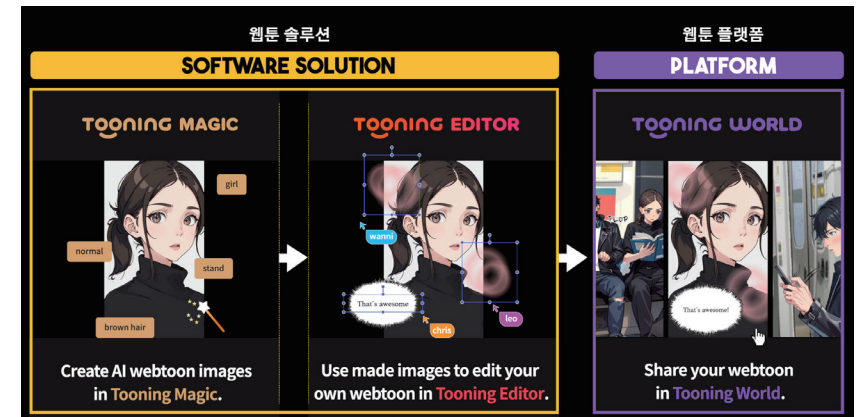 웹툰 솔루션
웹툰 플랫폼
SOFTWARE SOLUTION
PLATFORM
TOONING MAGIC
girl
normal
stand
brown hair
Create AI webtoon images
in Tooning Magic.
TOONING EDITOR
wanni
That's awesome
leo
chris
Use made images to edit your
own webtoon in Tooning Editor.
TOONING WORLD
That's awesome!
Share your webtoon
in Tooning World.